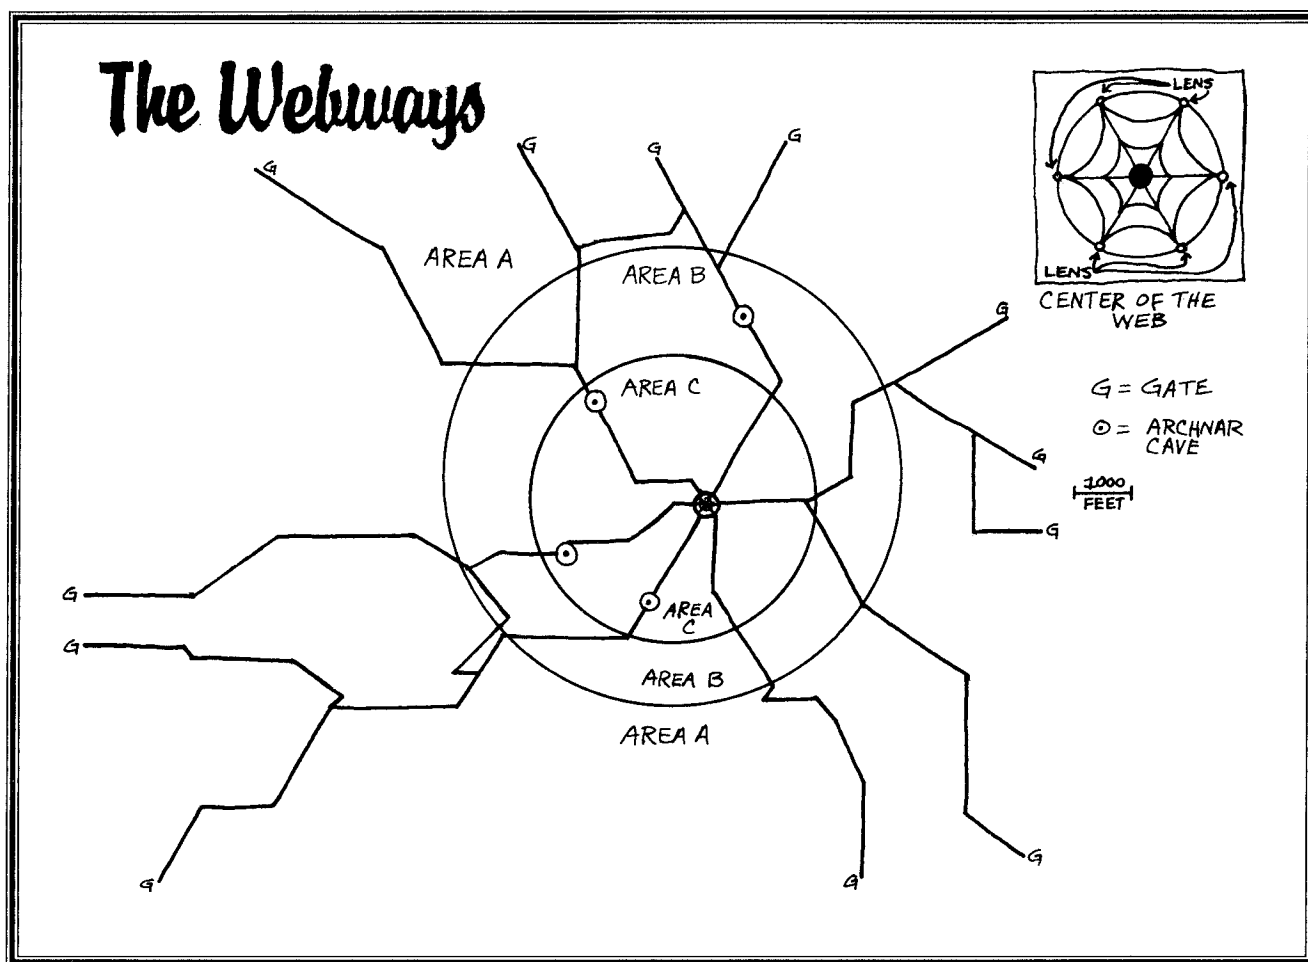 The Webways
LENS
LENS
CENTER OF THE
WEB
G
G
G
G
AREA A
AREA B
G
AREA C
G = GATE
⊙ = ARCHNAR
CAVE
G
1000
FEET
G
G
AREA
C
G
AREA B
AREA A
G
G
G